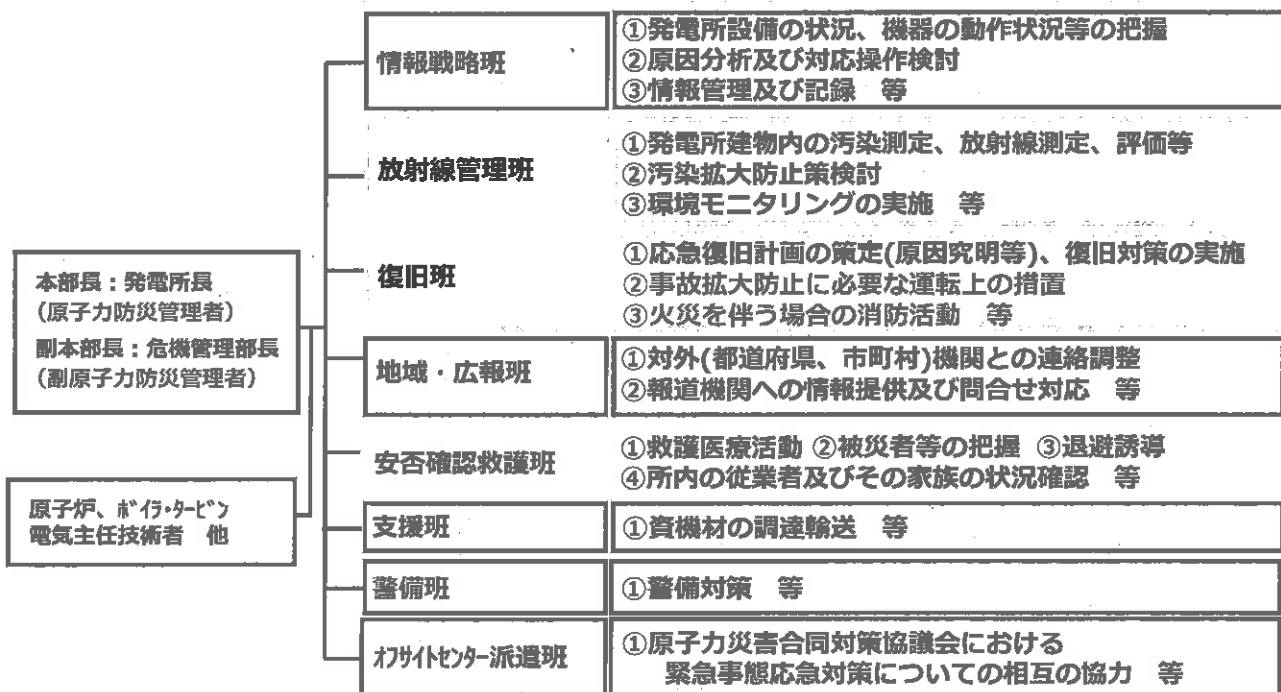 情報戦略班
①発電所設備の状況、機器の動作状況等の把握
②原因分析及び対応操作検討
③情報管理及び記録　等
放射線管理班
①発電所建物内の汚染測定、放射線測定、評価等
②汚染拡大防止策検討
③環境モニタリングの実施　等
本部長：発電所長
(原子力防災管理者)
副本部長：危機管理部長
(副原子力防災管理者)
復旧班
①応急復旧計画の策定(原因究明等)、復旧対策の実施
②事故拡大防止に必要な運転上の措置
③火災を伴う場合の消防活動　等
地域・広報班
①対外(都道府県、市町村)機関との連絡調整
②報道機関への情報提供及び問合せ対応　等
安否確認救護班
①救護医療活動 ②被災者等の把握 ③退避誘導
④所内の従業者及びその家族の状況確認　等
原子炉、ﾎﾞｲﾗ・ﾀｰﾋﾞﾝ
電気主任技術者　他
支援班
①資機材の調達輸送　等
警備班
①警備対策　等
ｵﾌｻｲﾄｾﾝﾀｰ派遣班
①原子力災害合同対策協議会における
緊急事態応急対策についての相互の協力　等